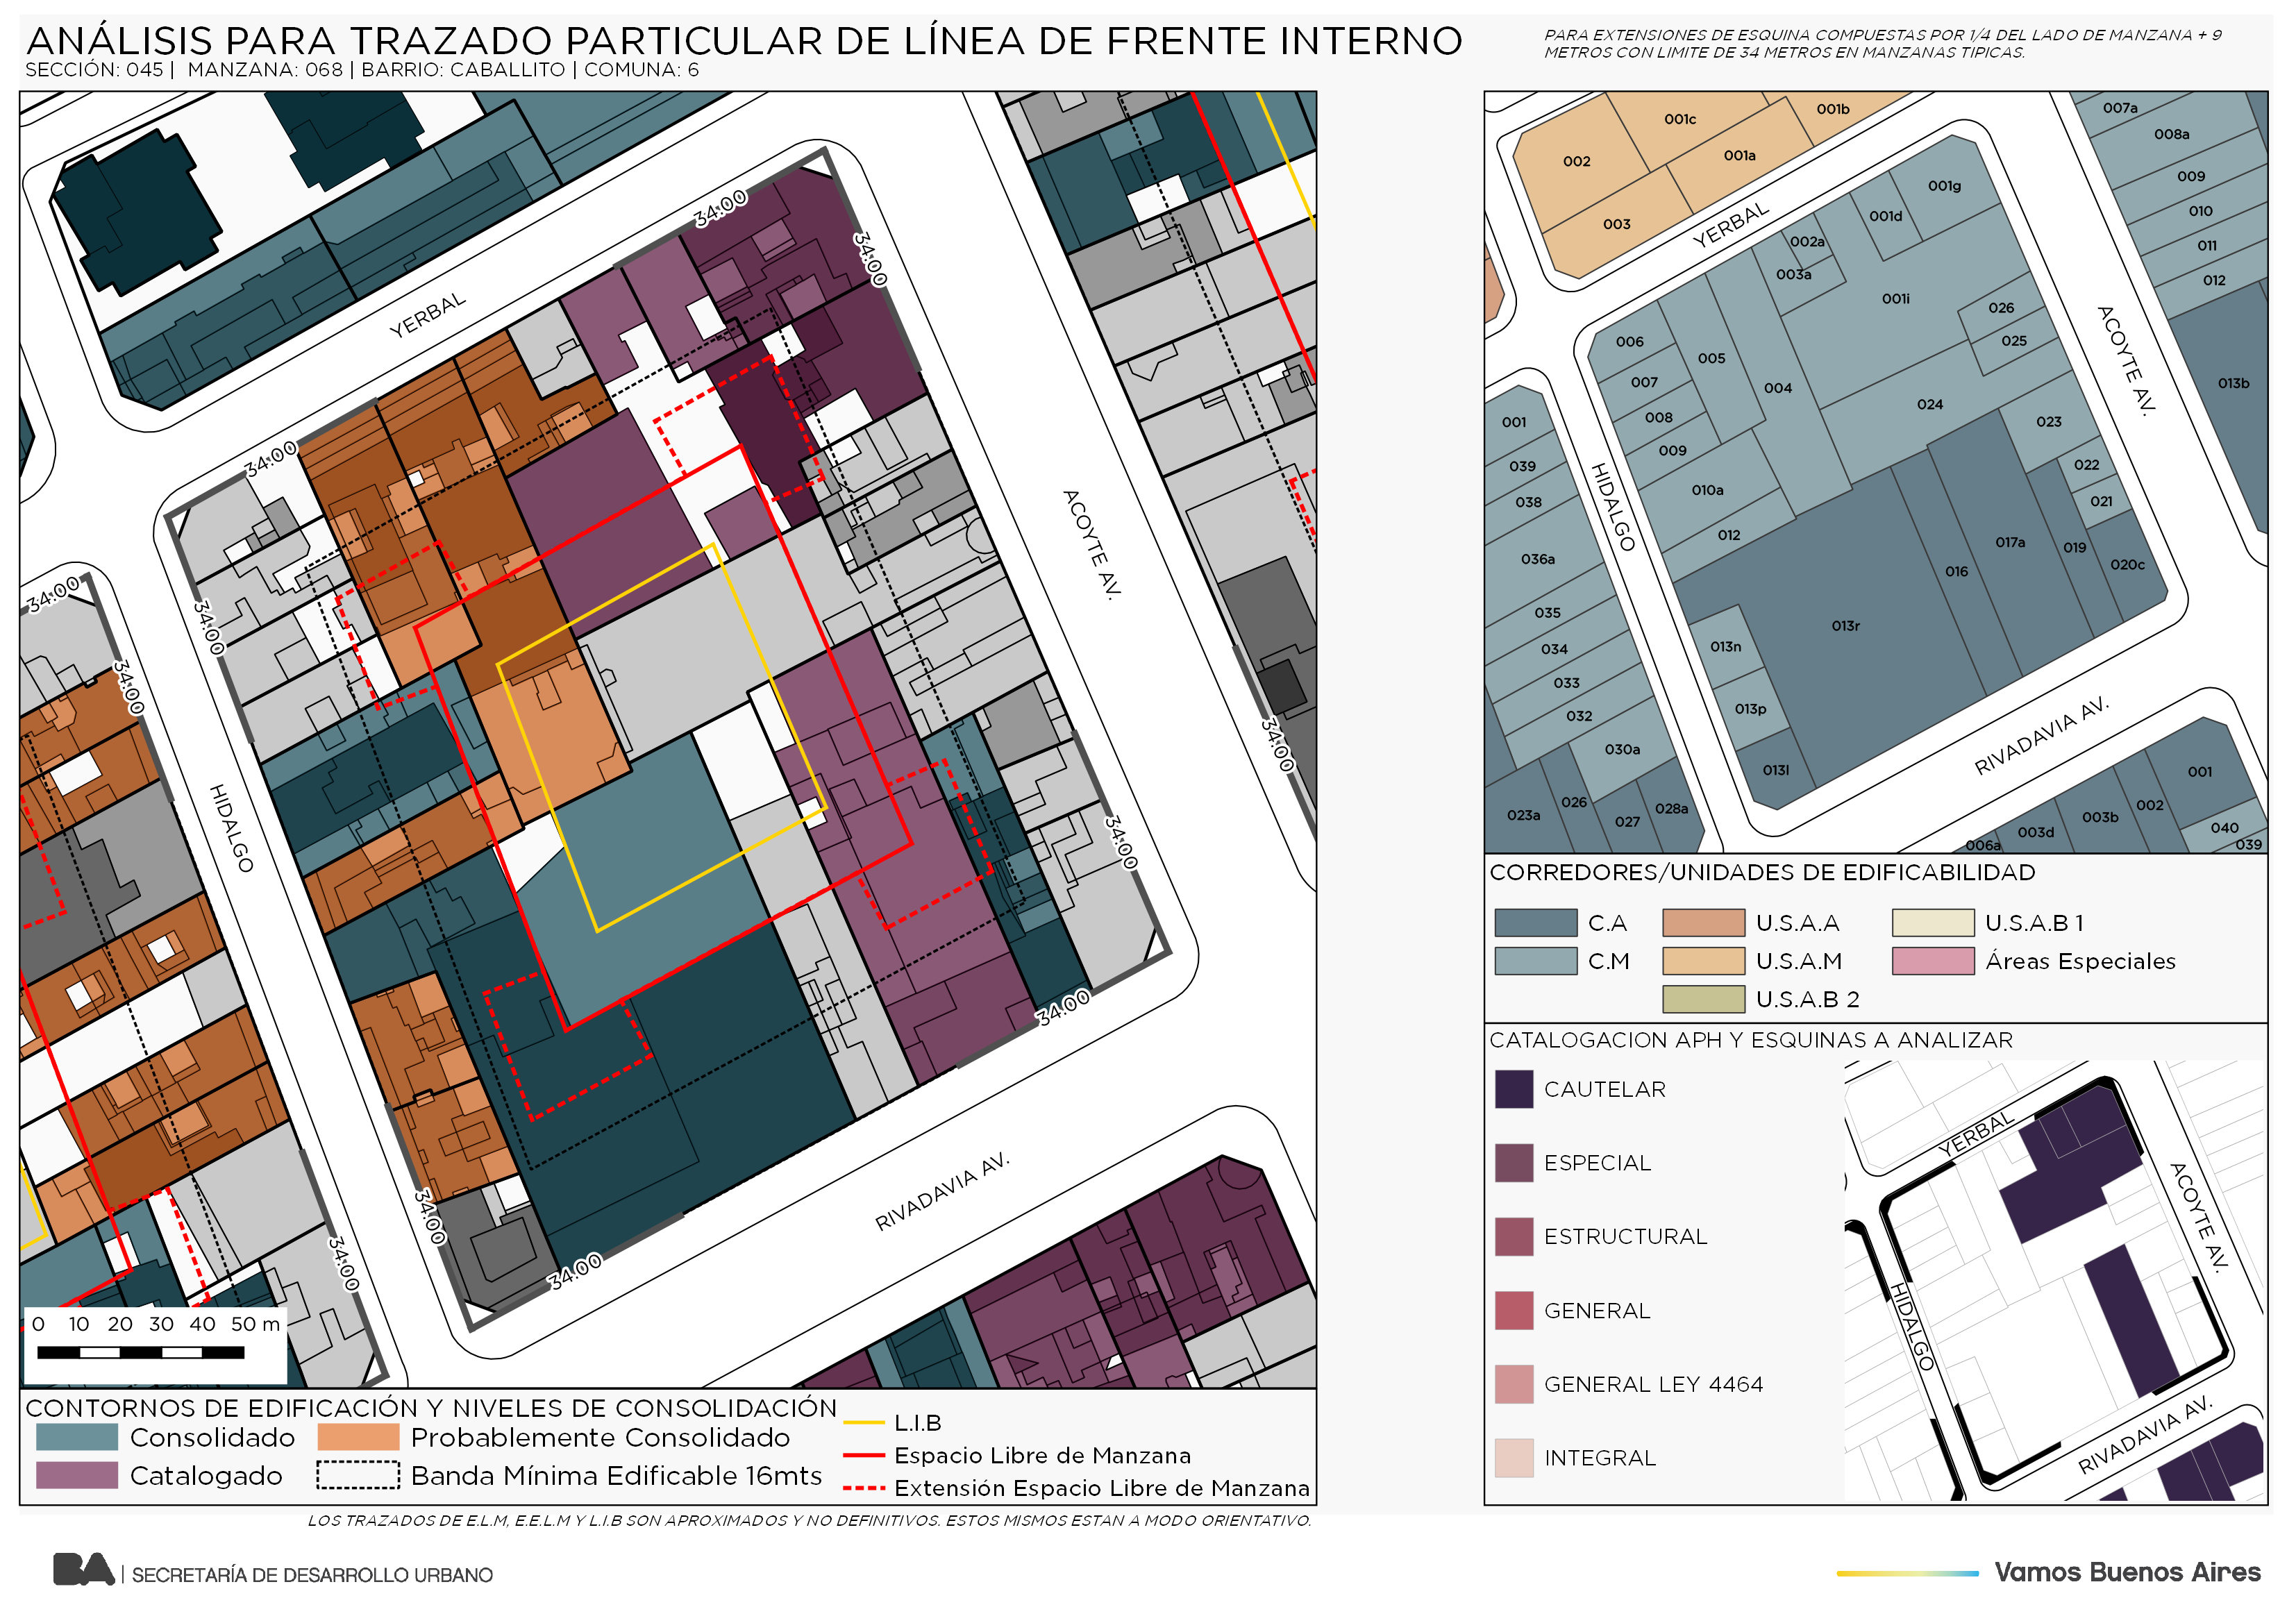 ANÁLISIS PARA TRAZADO PARTICULAR DE LÍNEA DE FRENTE INTERNO
SECCIÓN: 045 | MANZANA: 068 | BARRIO: CABALLITO | COMUNA: 6
PARA EXTENSIONES DE ESQUINA COMPUESTAS POR 1/4 DEL LADO DE MANZANA + 9
METROS CON LIMITE DE 34 METROS EN MANZANAS TIPICAS.
34:00
34:00
YERBAL
34:00
34:00
34:00
34:00
ACOYTE AV.
HIDALGO
34:00
34:00
34:00
34:00
34:00
34:00
RIVADAVIA AV.
0 10 20 30 40 50 m
CONTORNOS DE EDIFICACIÓN Y NIVELES DE CONSOLIDACIÓN
Consolidado
Probablemente Consolidado
Catalogado
Banda Mínima Edificable 16mts
L.I.B
Espacio Libre de Manzana
Extensión Espacio Libre de Manzana
LOS TRAZADOS DE E.L.M, E.E.L.M Y L.I.B SON APROXIMADOS Y NO DEFINITIVOS. ESTOS MISMOS ESTAN A MODO ORIENTATIVO.
001c
001b
002
001a
003
YERBAL
007a
008a
009
010
011
012
013b
001g
001d
002a
003a
001i
026
025
006
005
007
004
008
024
009
023
010a
022
021
012
017a
019
016
020c
013r
013n
013p
013l
ACOYTE AV.
HIDALGO
001
039
038
036a
035
034
033
032
030a
023a
026
027
028a
RIVADAVIA AV.
001
002
003b
003d
006a
040
039
CORREDORES/UNIDADES DE EDIFICABILIDAD
C.A
U.S.A.A
U.S.A.B 1
C.M
U.S.A.M
Áreas Especiales
U.S.A.B 2
CATALOGACION APH Y ESQUINAS A ANALIZAR
CAUTELAR
ESPECIAL
ESTRUCTURAL
GENERAL
GENERAL LEY 4464
INTEGRAL
YERBAL
ACOYTE AV.
HIDALGO
RIVADAVIA AV.
BA | SECRETARÍA DE DESARROLLO URBANO
Vamos Buenos Aires